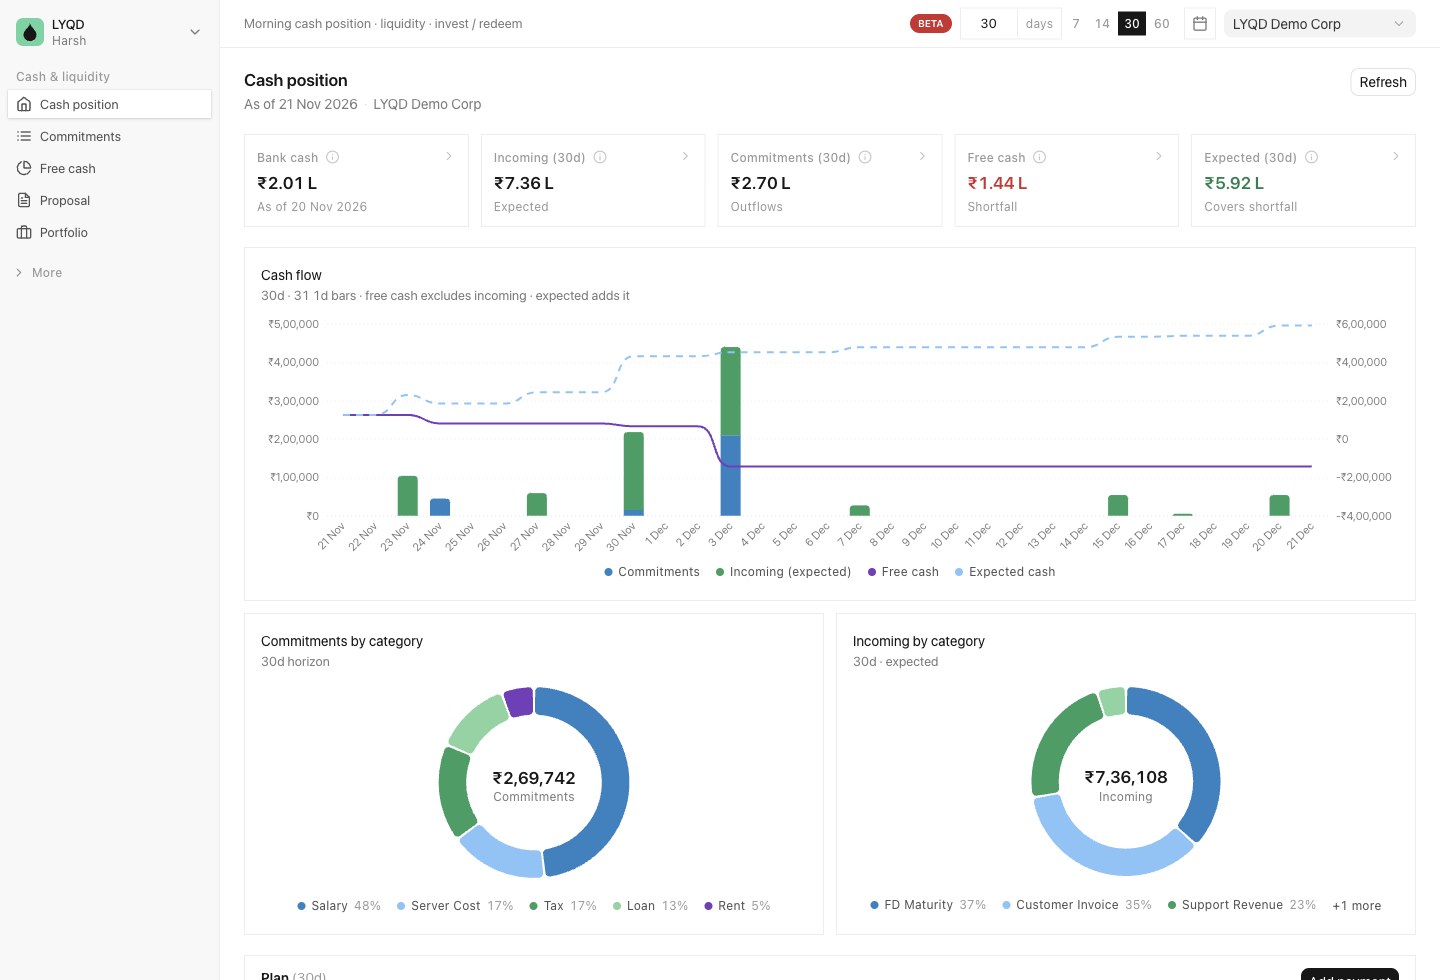 LYQD
Harsh
Cash & liquidity
Cash position
Commitments
Free cash
Proposal
Portfolio
More
Morning cash position · liquidity · invest / redeem
BETA
30 days 7 14 30 60
LYQD Demo Corp
Cash position
As of 21 Nov 2026 · LYQD Demo Corp
Refresh
Bank cash
₹2.01 L
As of 20 Nov 2026
Incoming (30d)
₹7.36 L
Expected
Commitments (30d)
₹2.70 L
Outflows
Free cash
₹1.44 L
Shortfall
Expected (30d)
₹5.92 L
Covers shortfall
Cash flow
30d · 31 1d bars · free cash excludes incoming · expected adds it
₹5,00,000
₹4,00,000
₹3,00,000
₹2,00,000
₹1,00,000
₹0
₹6,00,000
₹4,00,000
₹2,00,000
₹0
-₹2,00,000
-₹4,00,000
21 Nov 22 Nov 23 Nov 24 Nov 25 Nov 26 Nov 27 Nov 28 Nov 29 Nov 30 Nov 1 Dec 2 Dec 3 Dec 4 Dec 5 Dec 6 Dec 7 Dec 8 Dec 9 Dec 10 Dec 11 Dec 12 Dec 13 Dec 14 Dec 15 Dec 16 Dec 17 Dec 18 Dec 19 Dec 20 Dec 21 Dec
Commitments Incoming (expected) Free cash Expected cash
Commitments by category
30d horizon
₹2,69,742
Commitments
Salary 48% Server Cost 17% Tax 17% Loan 13% Rent 5%
Incoming by category
30d · expected
₹7,36,108
Incoming
FD Maturity 37% Customer Invoice 35% Support Revenue 23% +1 more
Plan (30d)
Add payment